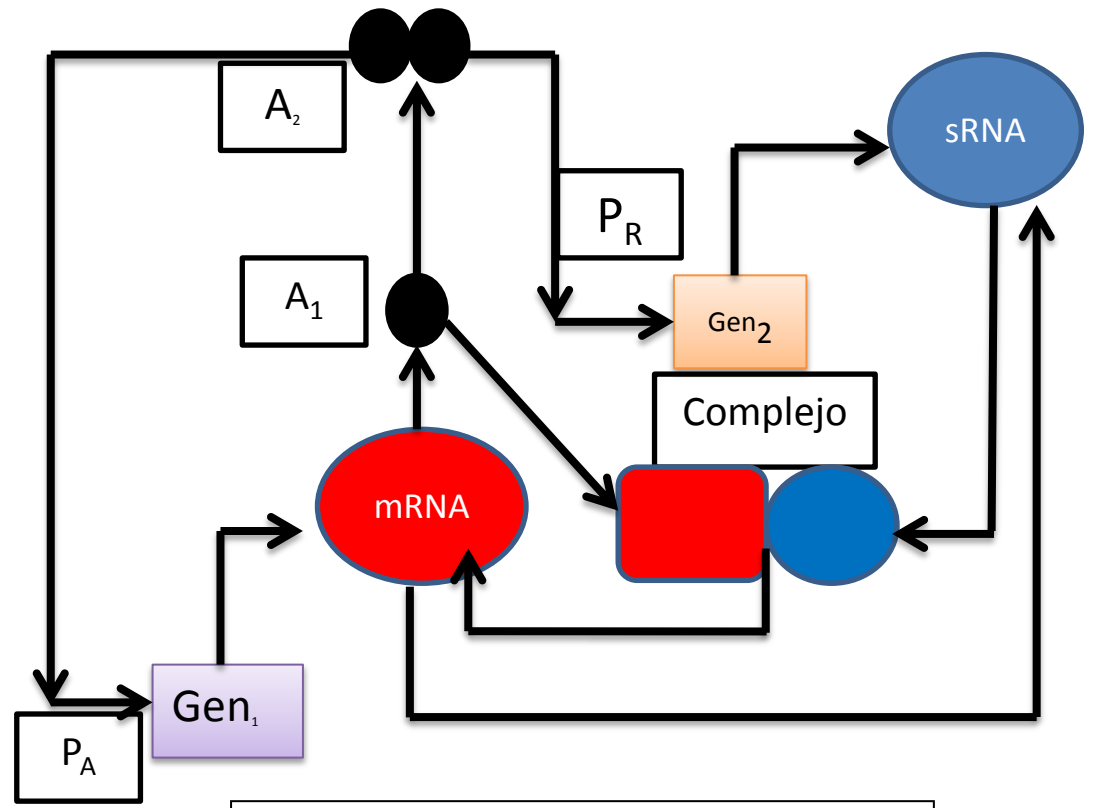 A₂
sRNA
P_R
A₁
Gen₂
Complejo
mRNA
Gen₁
P_A